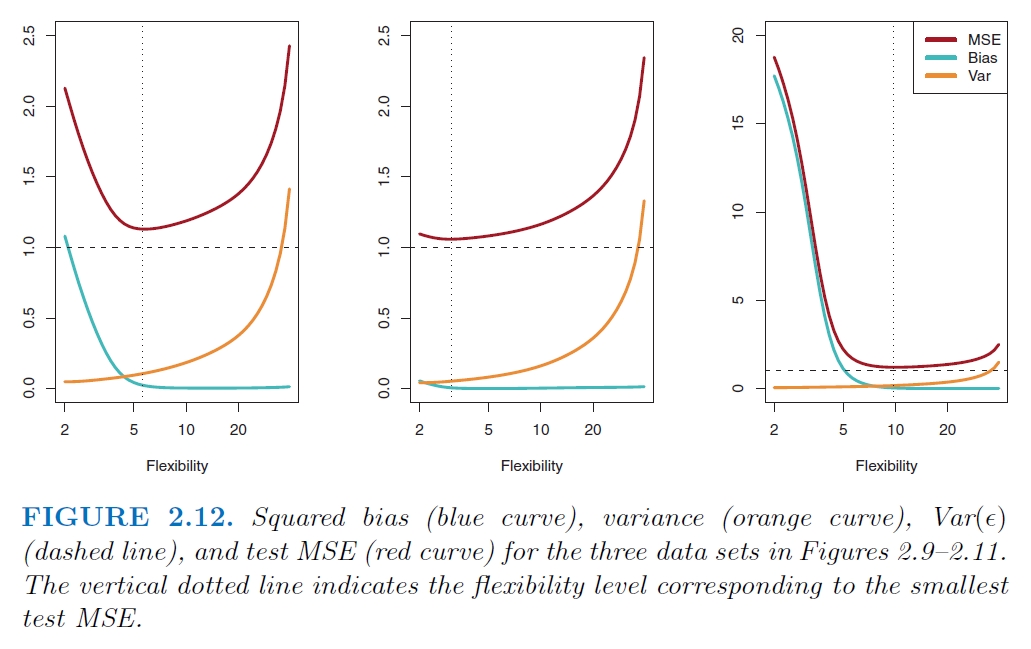 2.5
2.0
1.5
1.0
0.5
0.0
2 5 10 20
Flexibility
2.5
2.0
1.5
1.0
0.5
0.0
2 5 10 20
Flexibility
20
15
10
5
0
2 5 10 20
Flexibility
MSE
Bias
Var
FIGURE 2.12. Squared bias (blue curve), variance (orange curve), Var(ϵ)
(dashed line), and test MSE (red curve) for the three data sets in Figures 2.9–2.11.
The vertical dotted line indicates the flexibility level corresponding to the smallest
test MSE.